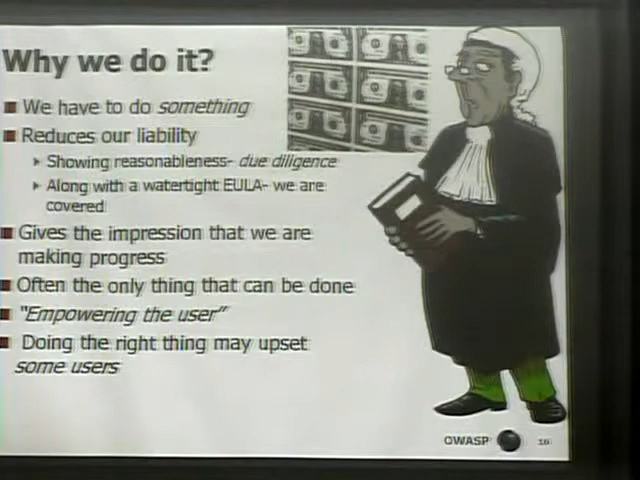 Why we do it?
We have to do something
Reduces our liability
Showing reasonableness- due diligence
Along with a watertight EULA- we are
covered
Gives the impression that we are
making progress
Often the only thing that can be done
"Empowering the user"
Doing the right thing may upset
some users
OWASP
16